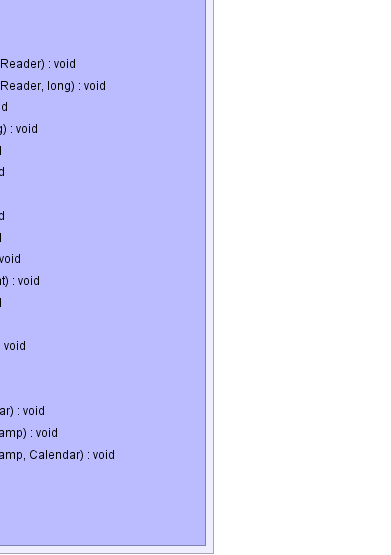 Reader) : void
Reader, long) : void
d
) : void
d
d
void
t) : void
: void
ar) : void
amp) : void
amp, Calendar) : void